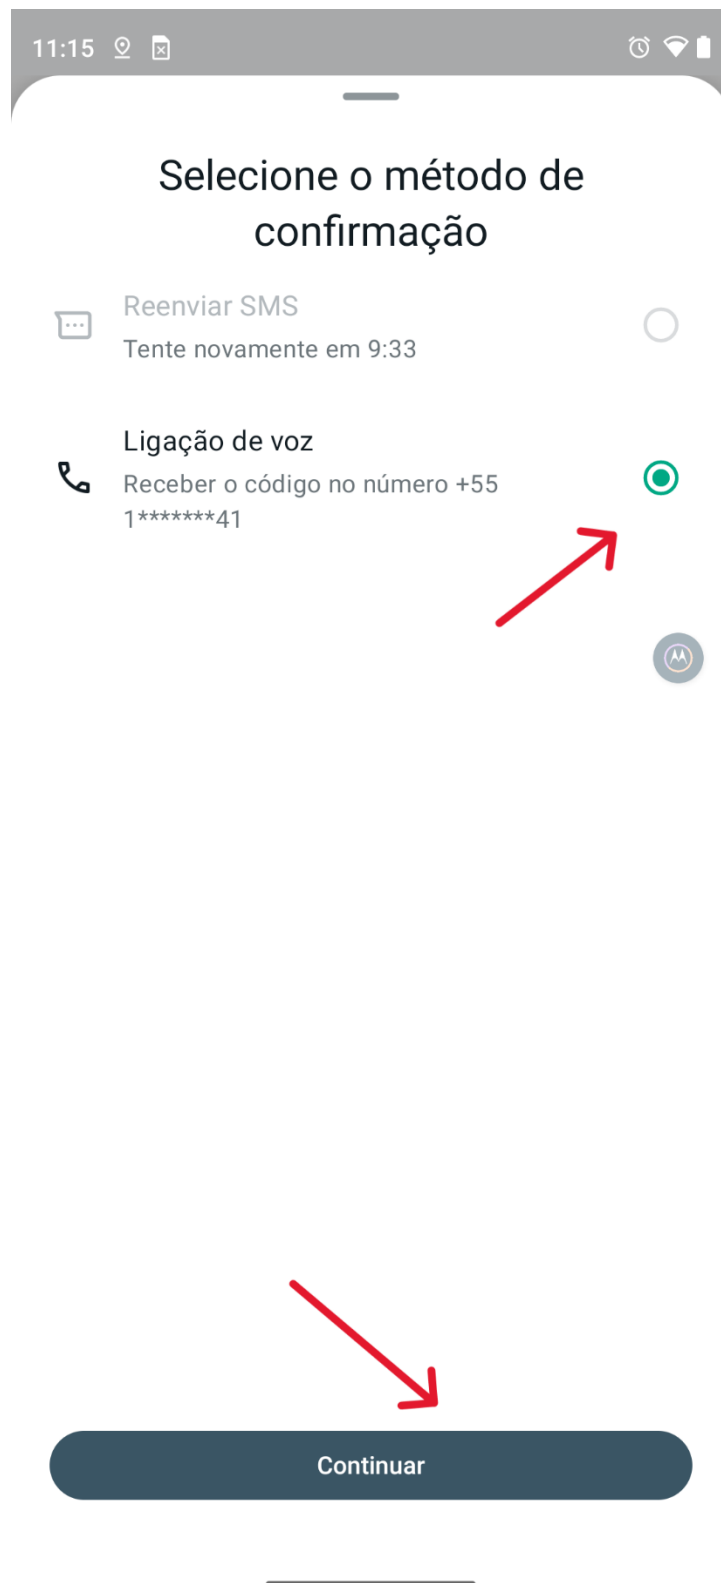 11:15
Selecione o método de
confirmação
Reenviar SMS
Tente novamente em 9:33
Ligação de voz
Receber o código no número +55
1*******41
Continuar